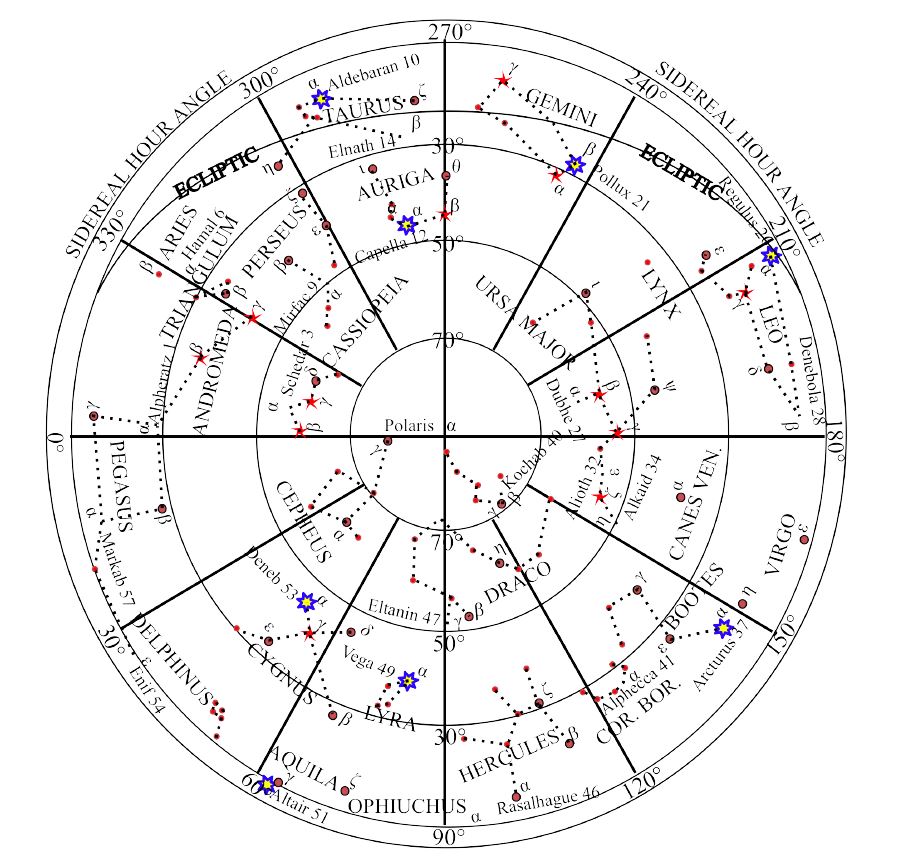 270°
300°
240°
SIDEREAL HOUR ANGLE
SIDEREAL HOUR ANGLE
α
Aldebaran 10
ζ
TAURUS
β
γ
GEMINI
ECLIPTIC
ECLIPTIC
Elnath 14
30°
β
Pollux 21
α
η
ι
θ
AURIGA
α
α
β
Capella 12
50°
330°
210°
ARIES
α Hamal 6
β
TRIANGULUM
PERSEUS
ζ
ε
β
Mirfac 9
α
CASSIOPEIA
URSA MAJOR
ι
LYNX
ε
Regulus 26
α
γ
LEO
δ
Denebola 28
β
β
γ
ANDROMEDA
β
Alpheratz 1
α
Schedar 3
α
δ
γ
β
70°
α
β
Dubhe 27
γ
ψ
γ
0°
Polaris
α
180°
PEGASUS
α
β
Markab 57
γ
CEPHEUS
α
Kochab 40
β
γ
Alioth 32
ε
ζ
η
Alkaid 34
α
CANES VEN.
VIRGO
ε
η
70°
η
DRACO
Deneb 53
α
Eltanin 47
γ
β
γ
BOOTES
ε
α
Arcturus 37
150°
30°
DELPHINUS
ε
Enif 54
ε
γ
δ
CYGNUS
β
50°
Vega 49
α
LYRA
α
Alphecca 41
COR. BOR.
30°
ζ
HERCULES
β
α
Rasalhague 46
α
120°
60°
AQUILA
γ
ζ
Altair 51
OPHIUCHUS
90°